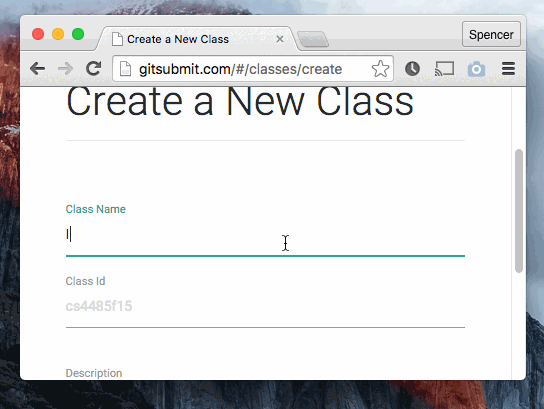 Create a New Class
Spencer
gitsubmit.com/#/classes/create
Create a New Class
Class Name
I
Class Id
cs4485f15
Description